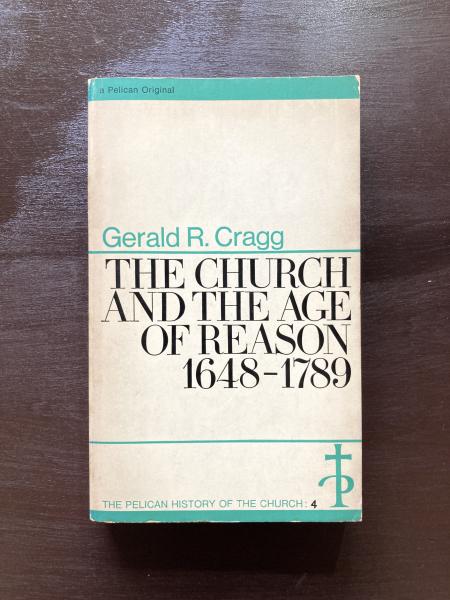 a Pelican Original
Gerald R. Cragg
THE CHURCH
AND THE AGE
OF REASON
1648-1789
THE PELICAN HISTORY OF THE CHURCH: 4